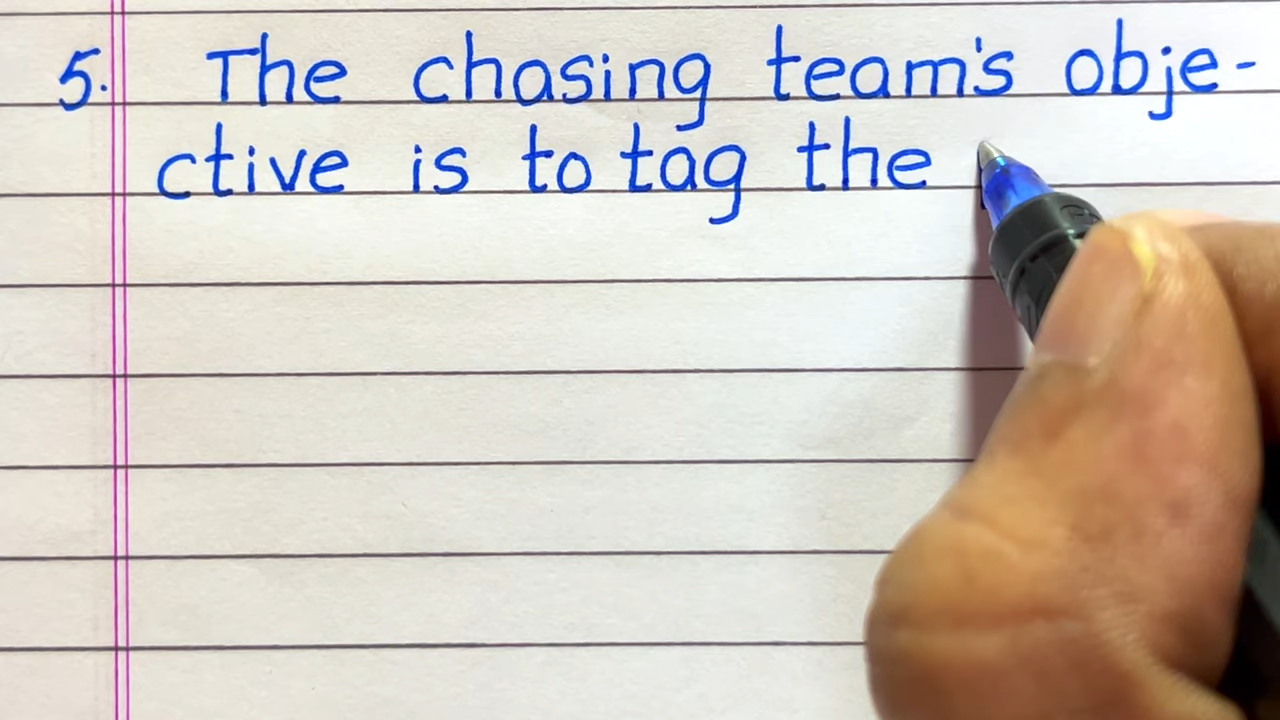 5. The chasing team's obje-
ctive is to tag the